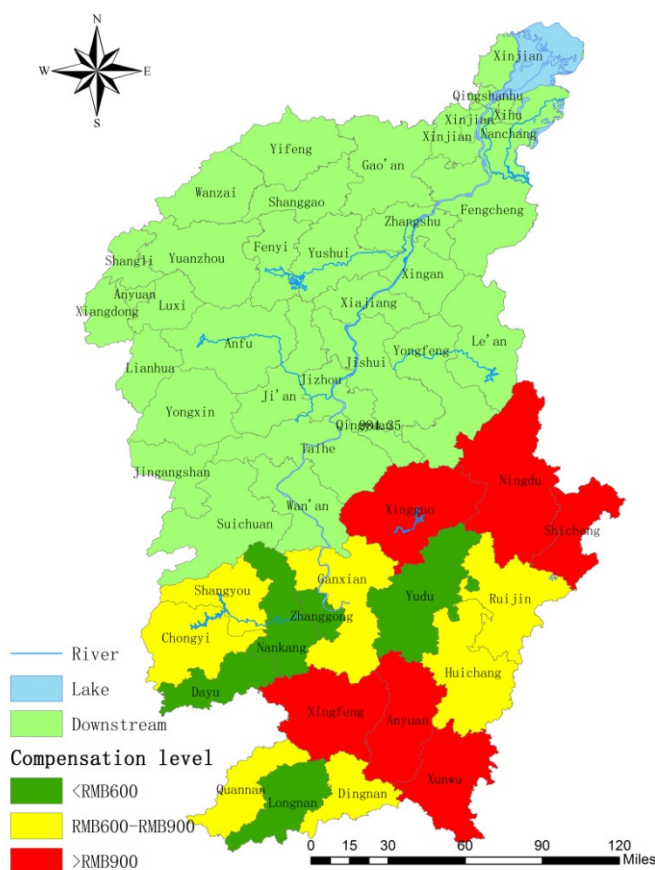 N
W E
S
Xinjian
Qingshanhu
Xihu
Xinjian
Xinjian
Nanchang
Yifeng
Gao'an
Wanzai
Shanggao
Zhangshu
Fengcheng
Fenyi
Yushui
Shangli
Yuanzhou
Xingan
Anyuan
Luxi
Xiangdong
Xiajiang
Anfu
Le'an
Yongfeng
Jishui
Lianhua
Jizhou
Ji'an
Yongxin
Taihe
Jingangshan
Ningdu
Wan'an
Xingguo
Suichuan
Shicheng
Ganxian
Shangyou
Yudu
Ruijin
Zhanggong
Chongyi
Nankang
Huichang
Dayu
Xingfeng
Anyuan
Xunwu
Quannan
Dingnan
Longnan
River
Lake
Downstream
Compensation level
<RMB600
RMB600-RMB900
>RMB900
0 15 30 60 90 120
Miles